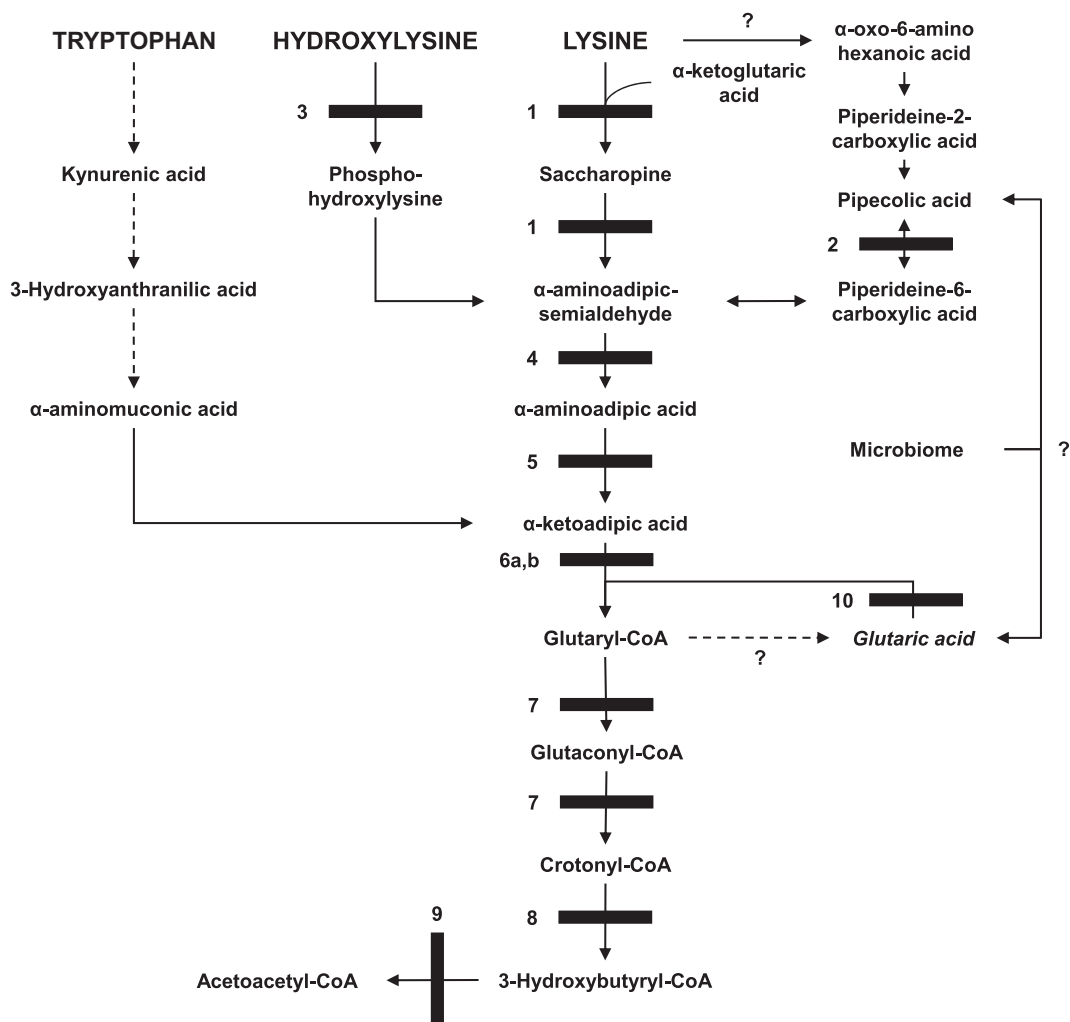 TRYPTOPHAN
HYDROXYLYSINE
LYSINE
?
α-oxo-6-amino
hexanoic acid
α-ketoglutaric
acid
3
1
Piperideine-2-
carboxylic acid
Kynurenic acid
Phospho-
hydroxylysine
Saccharopine
Pipecolic acid
1
2
3-Hydroxyanthranilic acid
α-aminoadipic-
semialdehyde
Piperideine-6-
carboxylic acid
4
α-aminomuconic acid
α-aminoadipic acid
Microbiome
?
5
α-ketoadipic acid
6a,b
10
Glutaryl-CoA
?
Glutaric acid
7
Glutaconyl-CoA
7
Crotonyl-CoA
9
8
Acetoacetyl-CoA
3-Hydroxybutyryl-CoA